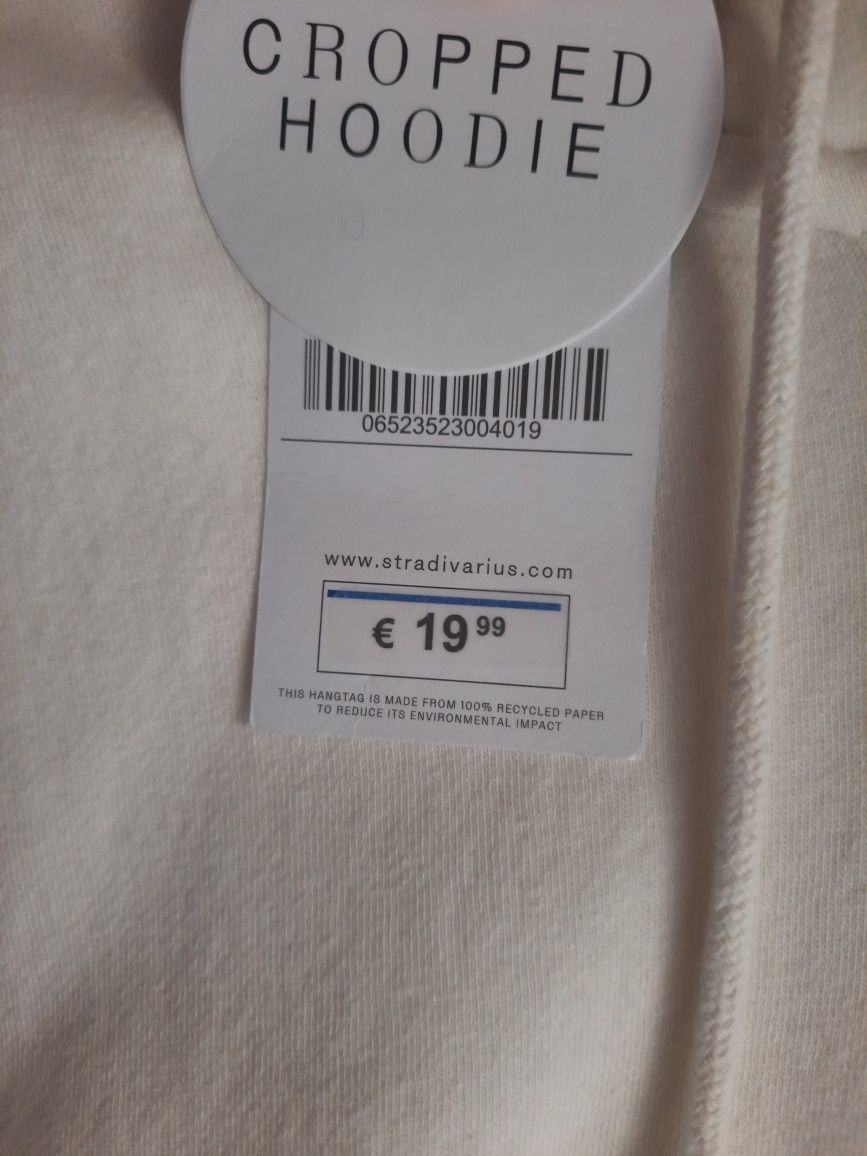 CROPPED
HOODIE
06523523004019
www.stradivarius.com
€ 19 99
THIS HANGTAG IS MADE FROM 100% RECYCLED PAPER
TO REDUCE ITS ENVIRONMENTAL IMPACT